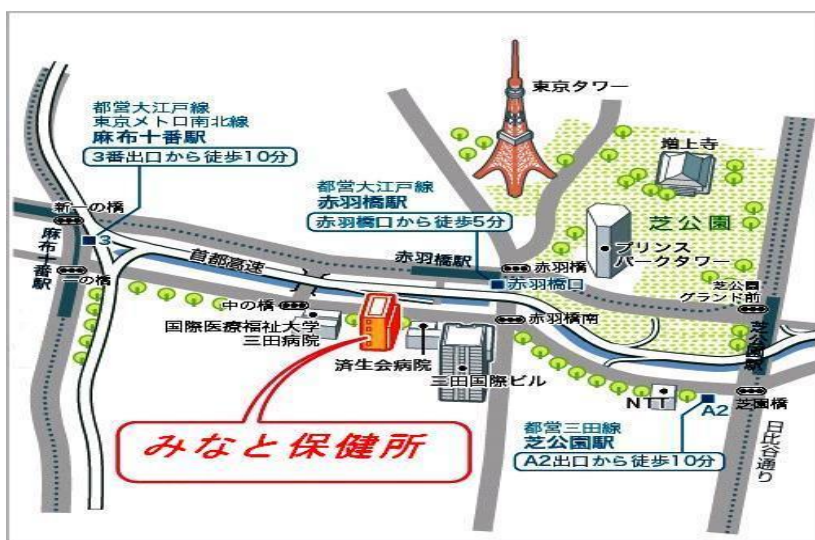 東京タワー
都営大江戸線
東京メトロ南北線
麻布十番駅
3番出口から徒歩10分
増上寺
都営大江戸線
赤羽橋駅
赤羽橋口から徒歩5分
新一の橋
芝公園
3
麻布十番駅
プリンス
パークタワー
首都高速
赤羽橋駅
赤羽橋
赤羽橋口
芝公園
グランド前
一の橋
中の橋
国際医療福祉大学
三田病院
赤羽橋南
芝公園駅
済生会病院
三田国際ビル
NTT
A2
芝園橋
みなと保健所
都営三田線
芝公園駅
A2出口から徒歩10分
日比谷通り